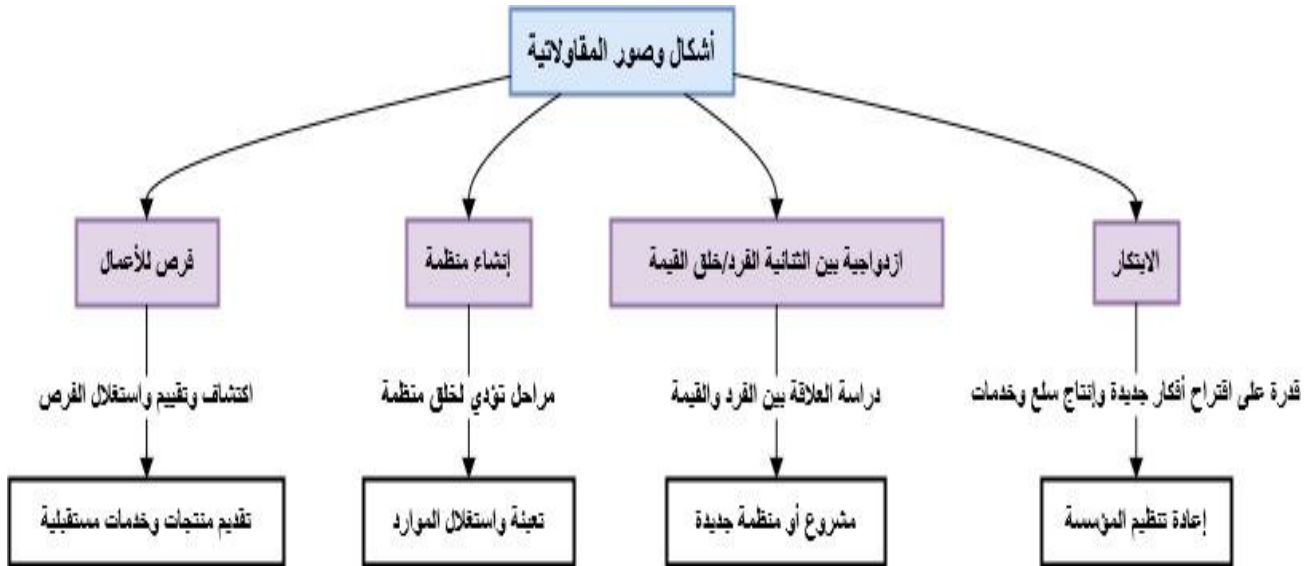 أشكال وصور المقاولاتية
الابتكار
ازدواجية بين الثنائية الفرد/خلق القيمة
إنشاء منظمة
فرص للأعمال
قدرة على اقتراح أفكار جديدة وإنتاج سلع وخدمات
دراسة العلاقة بين الفرد والقيمة
مراحل تؤدي لخلق منظمة
اكتشاف وتقييم واستغلال الفرص
إعادة تنظيم المؤسسة
مشروع أو منظمة جديدة
تعبئة واستغلال الموارد
تقديم منتجات وخدمات مستقبلية